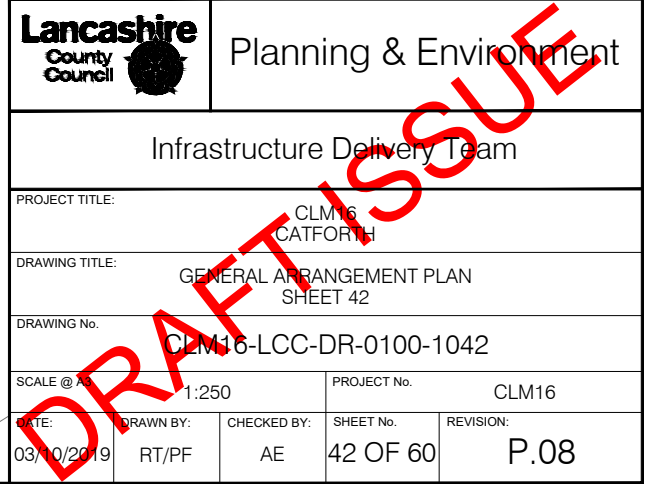 Lancashire
County
Council
Planning & Environment
Infrastructure Delivery Team
PROJECT TITLE:
CLM16
CATFORTH
DRAWING TITLE:
GENERAL ARRANGEMENT PLAN
SHEET 42
DRAWING No.
CLM16-LCC-DR-0100-1042
SCALE @ A3
1:250
PROJECT No.
CLM16
DATE:
03/10/2019
DRAWN BY:
RT/PF
CHECKED BY:
AE
SHEET No.
42 OF 60
REVISION:
P.08
DRAFT ISSUE